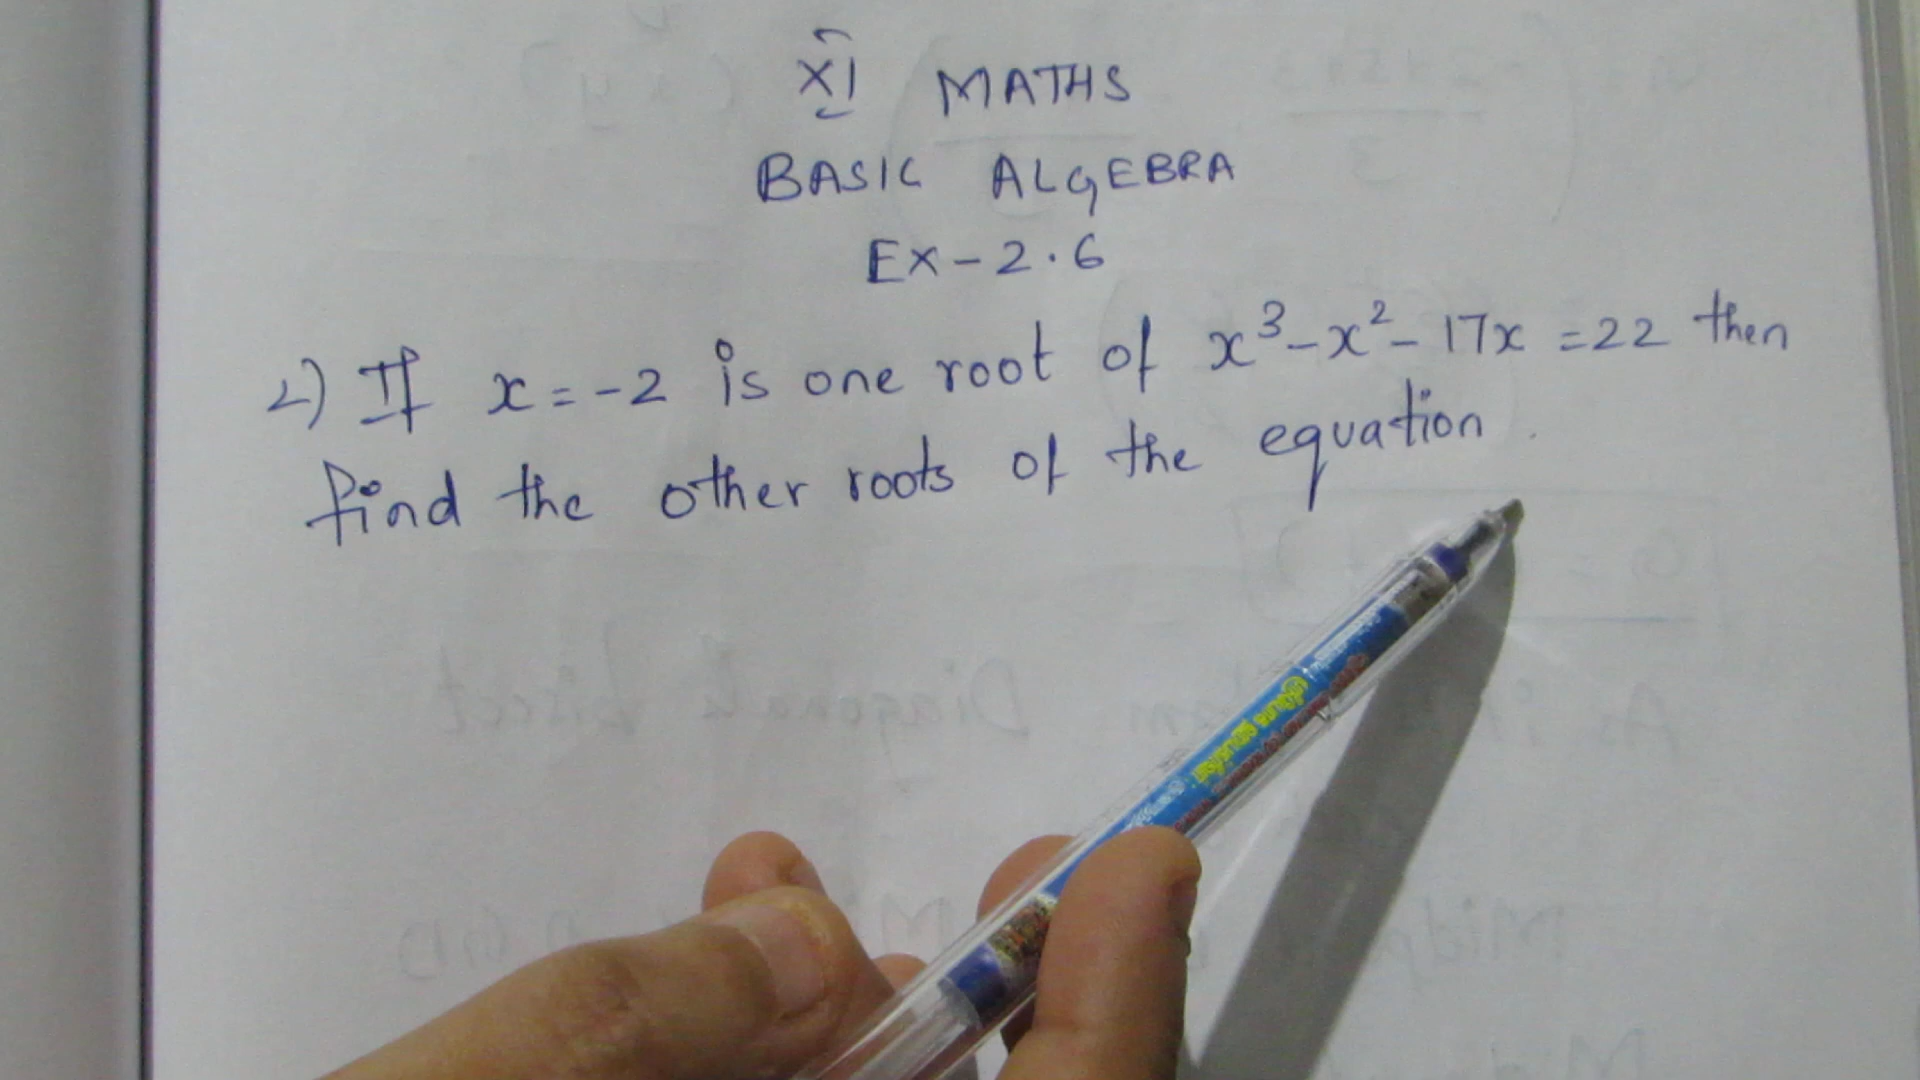 XI MATHS
BASIC ALGEBRA
EX-2.6
2) If x=-2 is one root of x³-x²-17x=22 then
find the other roots of the equation.